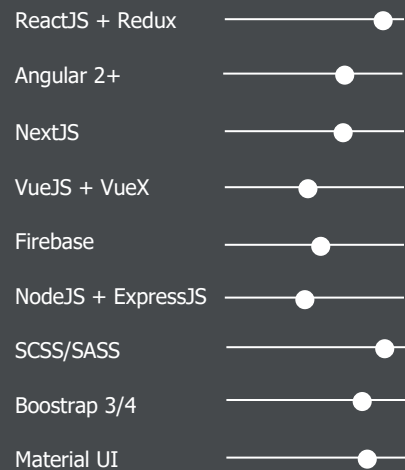 ReactJS + Redux
Angular 2+
NextJS
VueJS + VueX
Firebase
NodeJS + ExpressJS
SCSS/SASS
Boostrap 3/4
Material UI